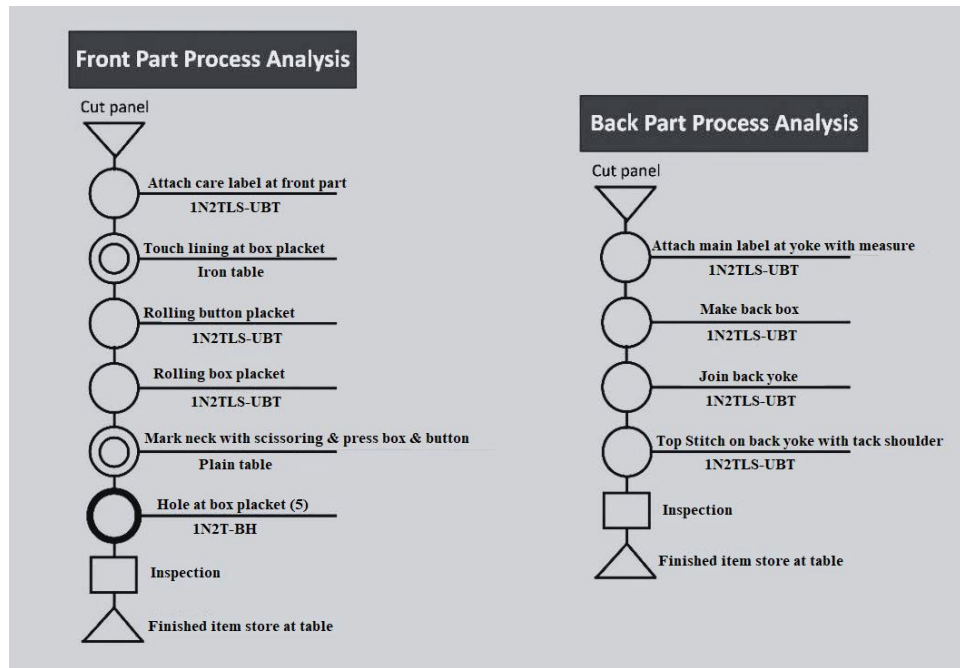 Front Part Process Analysis
Cut panel
Attach care label at front part
1N2TLS-UBT
Touch lining at box placket
Iron table
Rolling button placket
1N2TLS-UBT
Rolling box placket
1N2TLS-UBT
Mark neck with scissoring & press box & button
Plain table
Hole at box placket (5)
1N2T-BH
Inspection
Finished item store at table
Back Part Process Analysis
Cut panel
Attach main label at yoke with measure
1N2TLS-UBT
Make back box
1N2TLS-UBT
Join back yoke
1N2TLS-UBT
Top Stitch on back yoke with tack shoulder
1N2TLS-UBT
Inspection
Finished item store at table